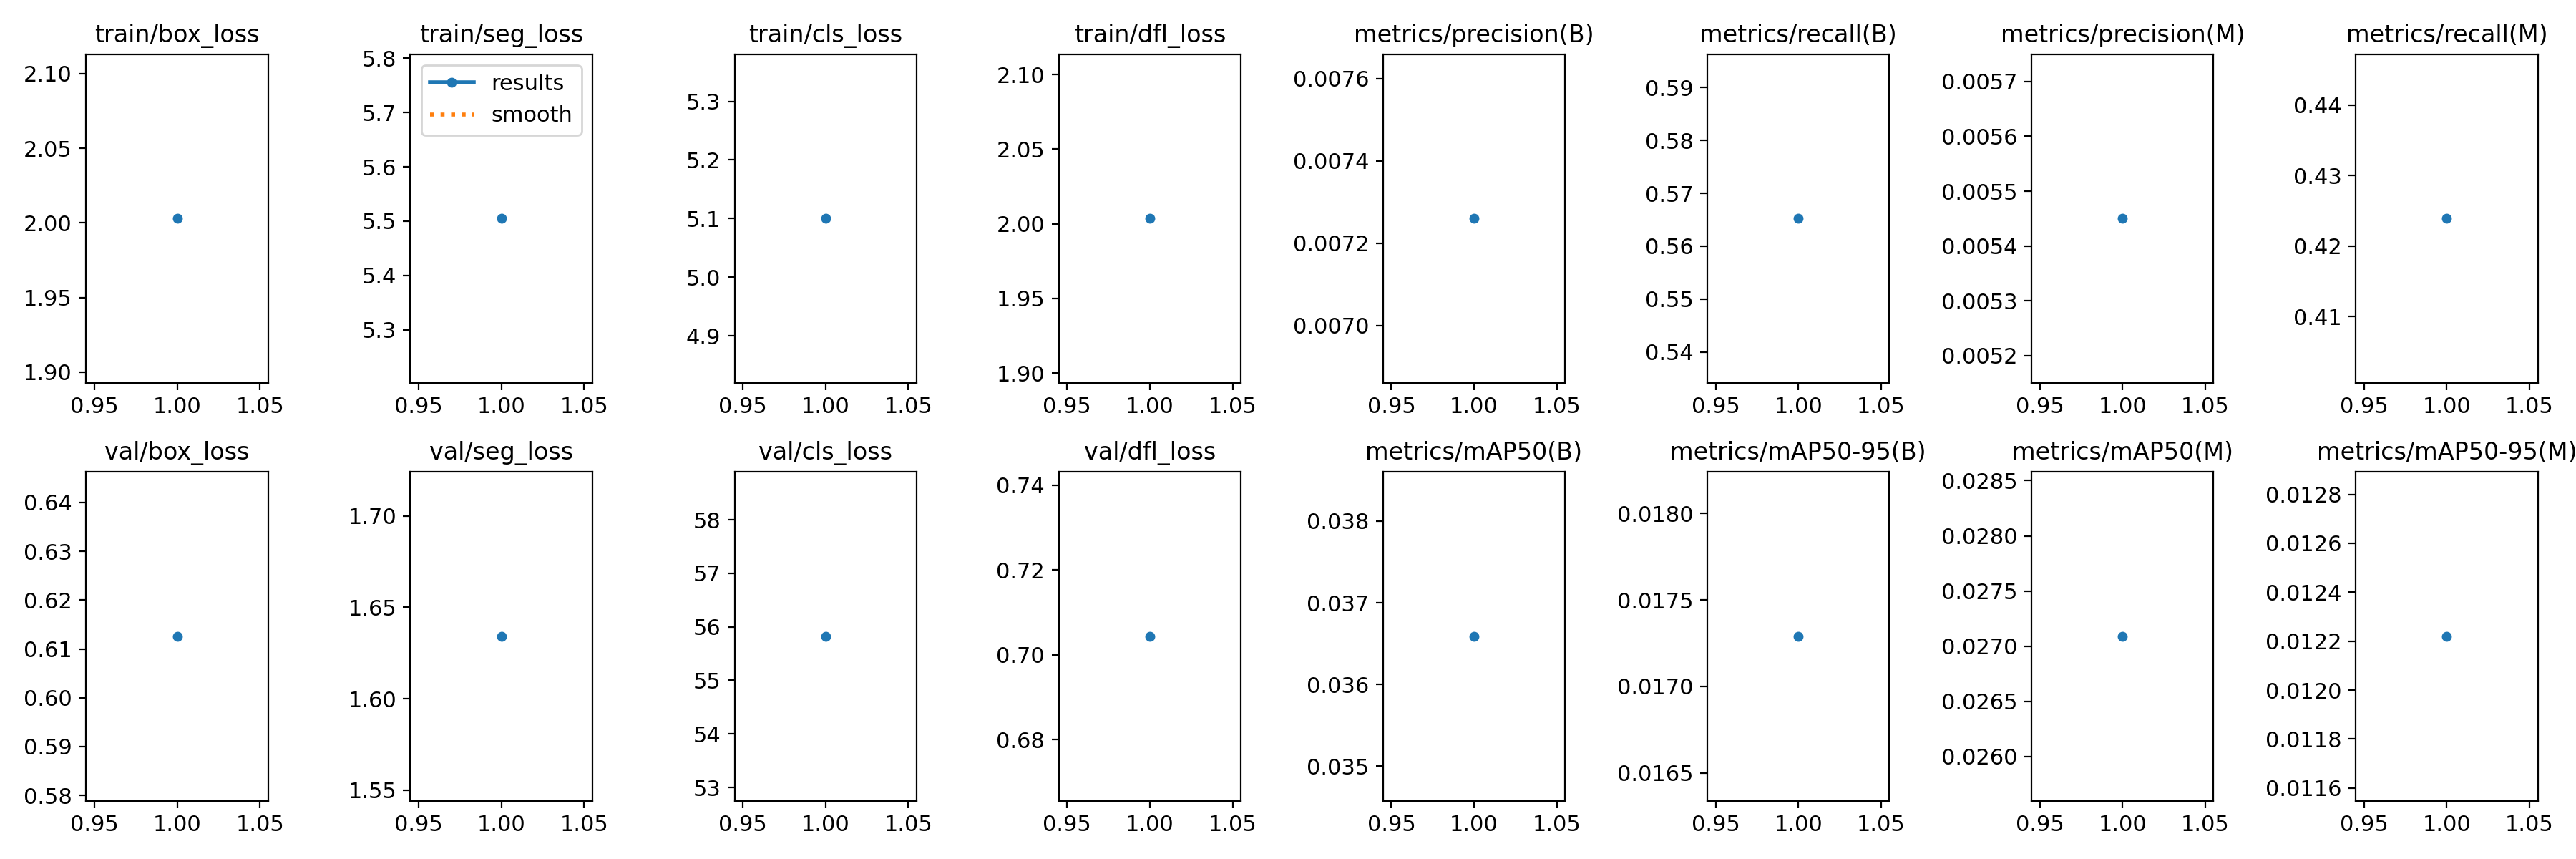 train/box_loss
2.10
2.05
2.00
1.95
1.90
0.95 1.00 1.05
train/seg_loss
5.8
5.7
5.6
5.5
5.4
5.3
results
smooth
0.95 1.00 1.05
train/cls_loss
5.3
5.2
5.1
5.0
4.9
0.95 1.00 1.05
train/dfl_loss
2.10
2.05
2.00
1.95
1.90
0.95 1.00 1.05
metrics/precision(B)
0.0076
0.0074
0.0072
0.0070
0.95 1.00 1.05
metrics/recall(B)
0.59
0.58
0.57
0.56
0.55
0.54
0.95 1.00 1.05
metrics/precision(M)
0.0057
0.0056
0.0055
0.0054
0.0053
0.0052
0.95 1.00 1.05
metrics/recall(M)
0.44
0.43
0.42
0.41
0.95 1.00 1.05
val/box_loss
0.64
0.63
0.62
0.61
0.60
0.59
0.58
0.95 1.00 1.05
val/seg_loss
1.70
1.65
1.60
1.55
0.95 1.00 1.05
val/cls_loss
58
57
56
55
54
53
0.95 1.00 1.05
val/dfl_loss
0.74
0.72
0.70
0.68
0.95 1.00 1.05
metrics/mAP50(B)
0.038
0.037
0.036
0.035
0.95 1.00 1.05
metrics/mAP50-95(B)
0.0180
0.0175
0.0170
0.0165
0.95 1.00 1.05
metrics/mAP50(M)
0.0285
0.0280
0.0275
0.0270
0.0265
0.0260
0.95 1.00 1.05
metrics/mAP50-95(M)
0.0128
0.0126
0.0124
0.0122
0.0120
0.0118
0.0116
0.95 1.00 1.05